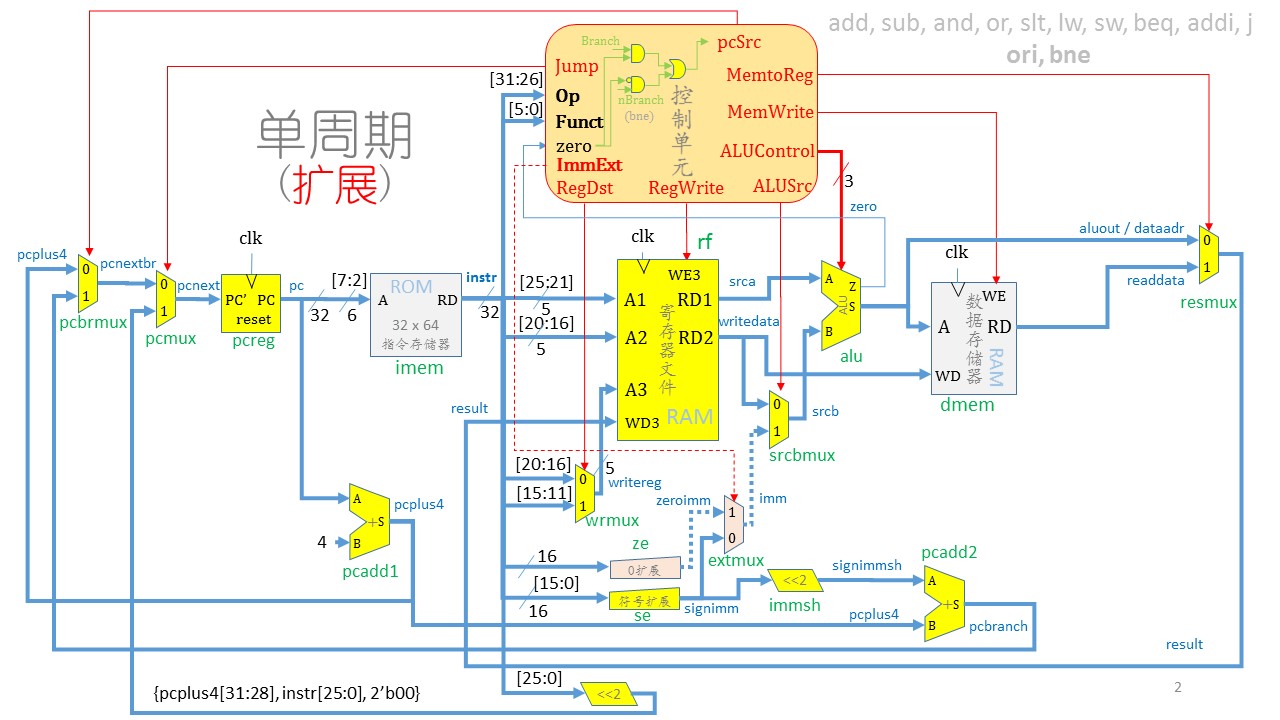 add, sub, and, or, slt, lw, sw, beq, addi, j
ori, bne
单周期
(扩展)
Branch
pcSrc
Jump
MemtoReg
[31:26]
Op
nBranch
(bne)
控制单元
MemWrite
[5:0]
Funct
zero
ImmExt
ALUControl
RegDst
RegWrite
ALUSrc
3
zero
clk
pcplus4
0
1
pcbrmux
pcnextbr
0
1
pcmux
pcnext
PC’ PC
reset
pcreg
pc
32
[7:2]
6
ROM
A
RD
32 x 64
指令存储器
imem
instr
32
[25:21]
5
[20:16]
5
clk
rf
WE3
A1
RD1
A2
RD2
A3
WD3
寄存器文件
RAM
srca
writedata
A
B
Z
S
ALU
alu
0
1
srcbmux
srcb
aluout / dataadr
clk
WE
A
RD
WD
数据存储器
RAM
dmem
readdata
0
1
resmux
result
[20:16]
[15:11]
0
1
wrmux
5
writereg
zeroimm
1
0
extmux
imm
A
B
+S
4
pcadd1
pcplus4
16
ze
0扩展
[15:0]
16
符号扩展
se
signimm
<<2
immsh
signimmsh
pcadd2
A
B
+S
pcplus4
pcbranch
result
[25:0]
<<2
{pcplus4[31:28], instr[25:0], 2’b00}
2